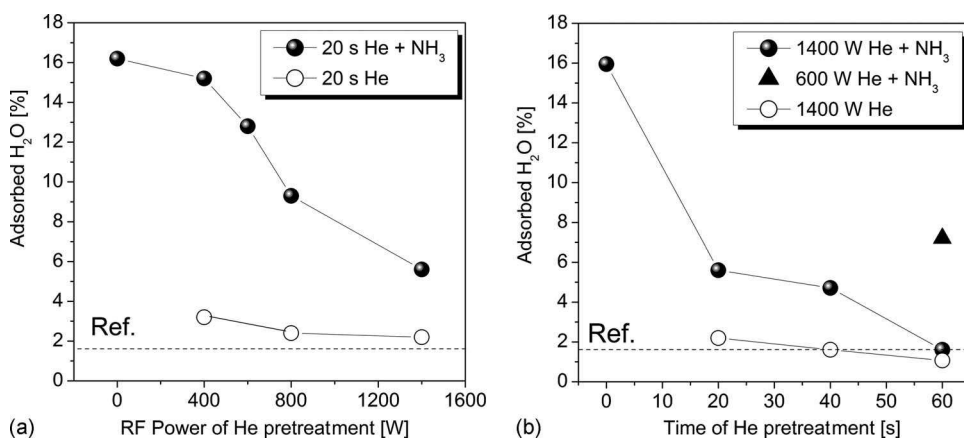 18
16
14
12
10
8
6
4
2
0
Adsorbed H₂O [%]
20 s He + NH₃
20 s He
Ref.
0 400 800 1200 1600
(a) RF Power of He pretreatment [W]
18
16
14
12
10
8
6
4
2
0
Adsorbed H₂O [%]
1400 W He + NH₃
600 W He + NH₃
1400 W He
Ref.
0 10 20 30 40 50 60
(b) Time of He pretreatment [s]